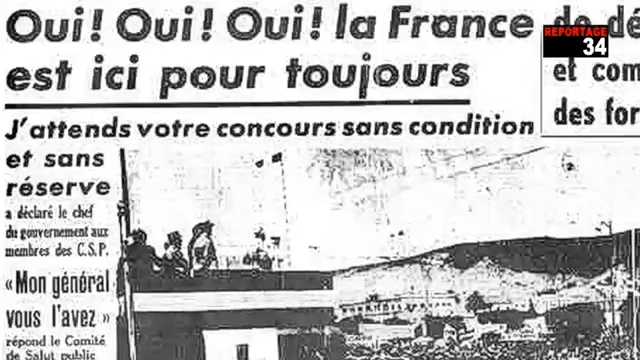 Oui! Oui! Oui! la France
est ici pour toujours
J'attends votre concours sans condition
et sans
réserve
a déclaré le chef
du gouvernement aux
membres des C.S.P.
«Mon général
vous l'avez»
répond le Comité
de Salut public
de
et com
des for
REPORTAGE
34